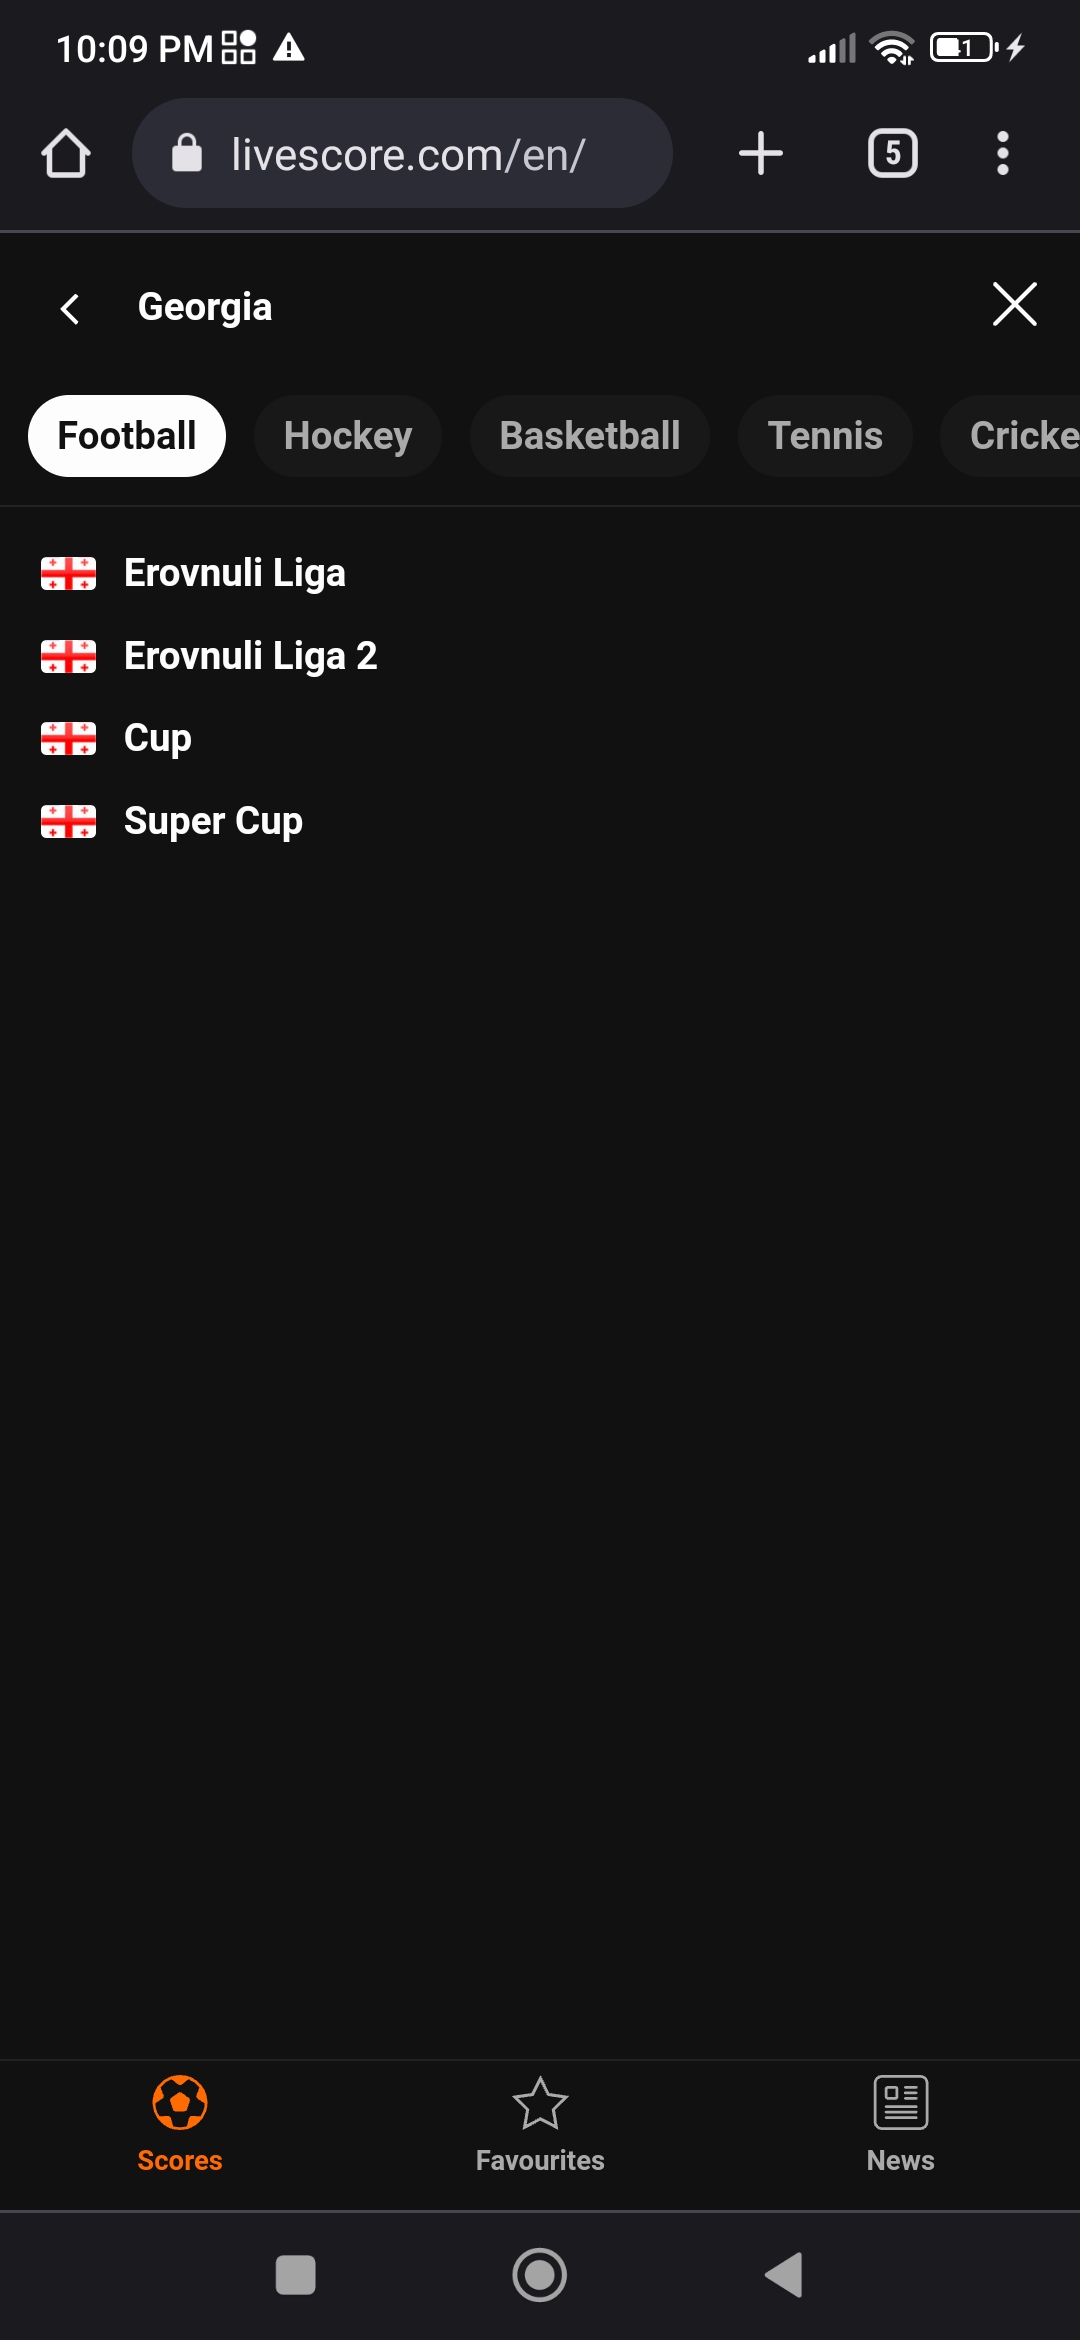 10:09 PM
livescore.com/en/
5
Georgia
Football Hockey Basketball Tennis Cricke
Erovnuli Liga
Erovnuli Liga 2
Cup
Super Cup
Scores Favourites News